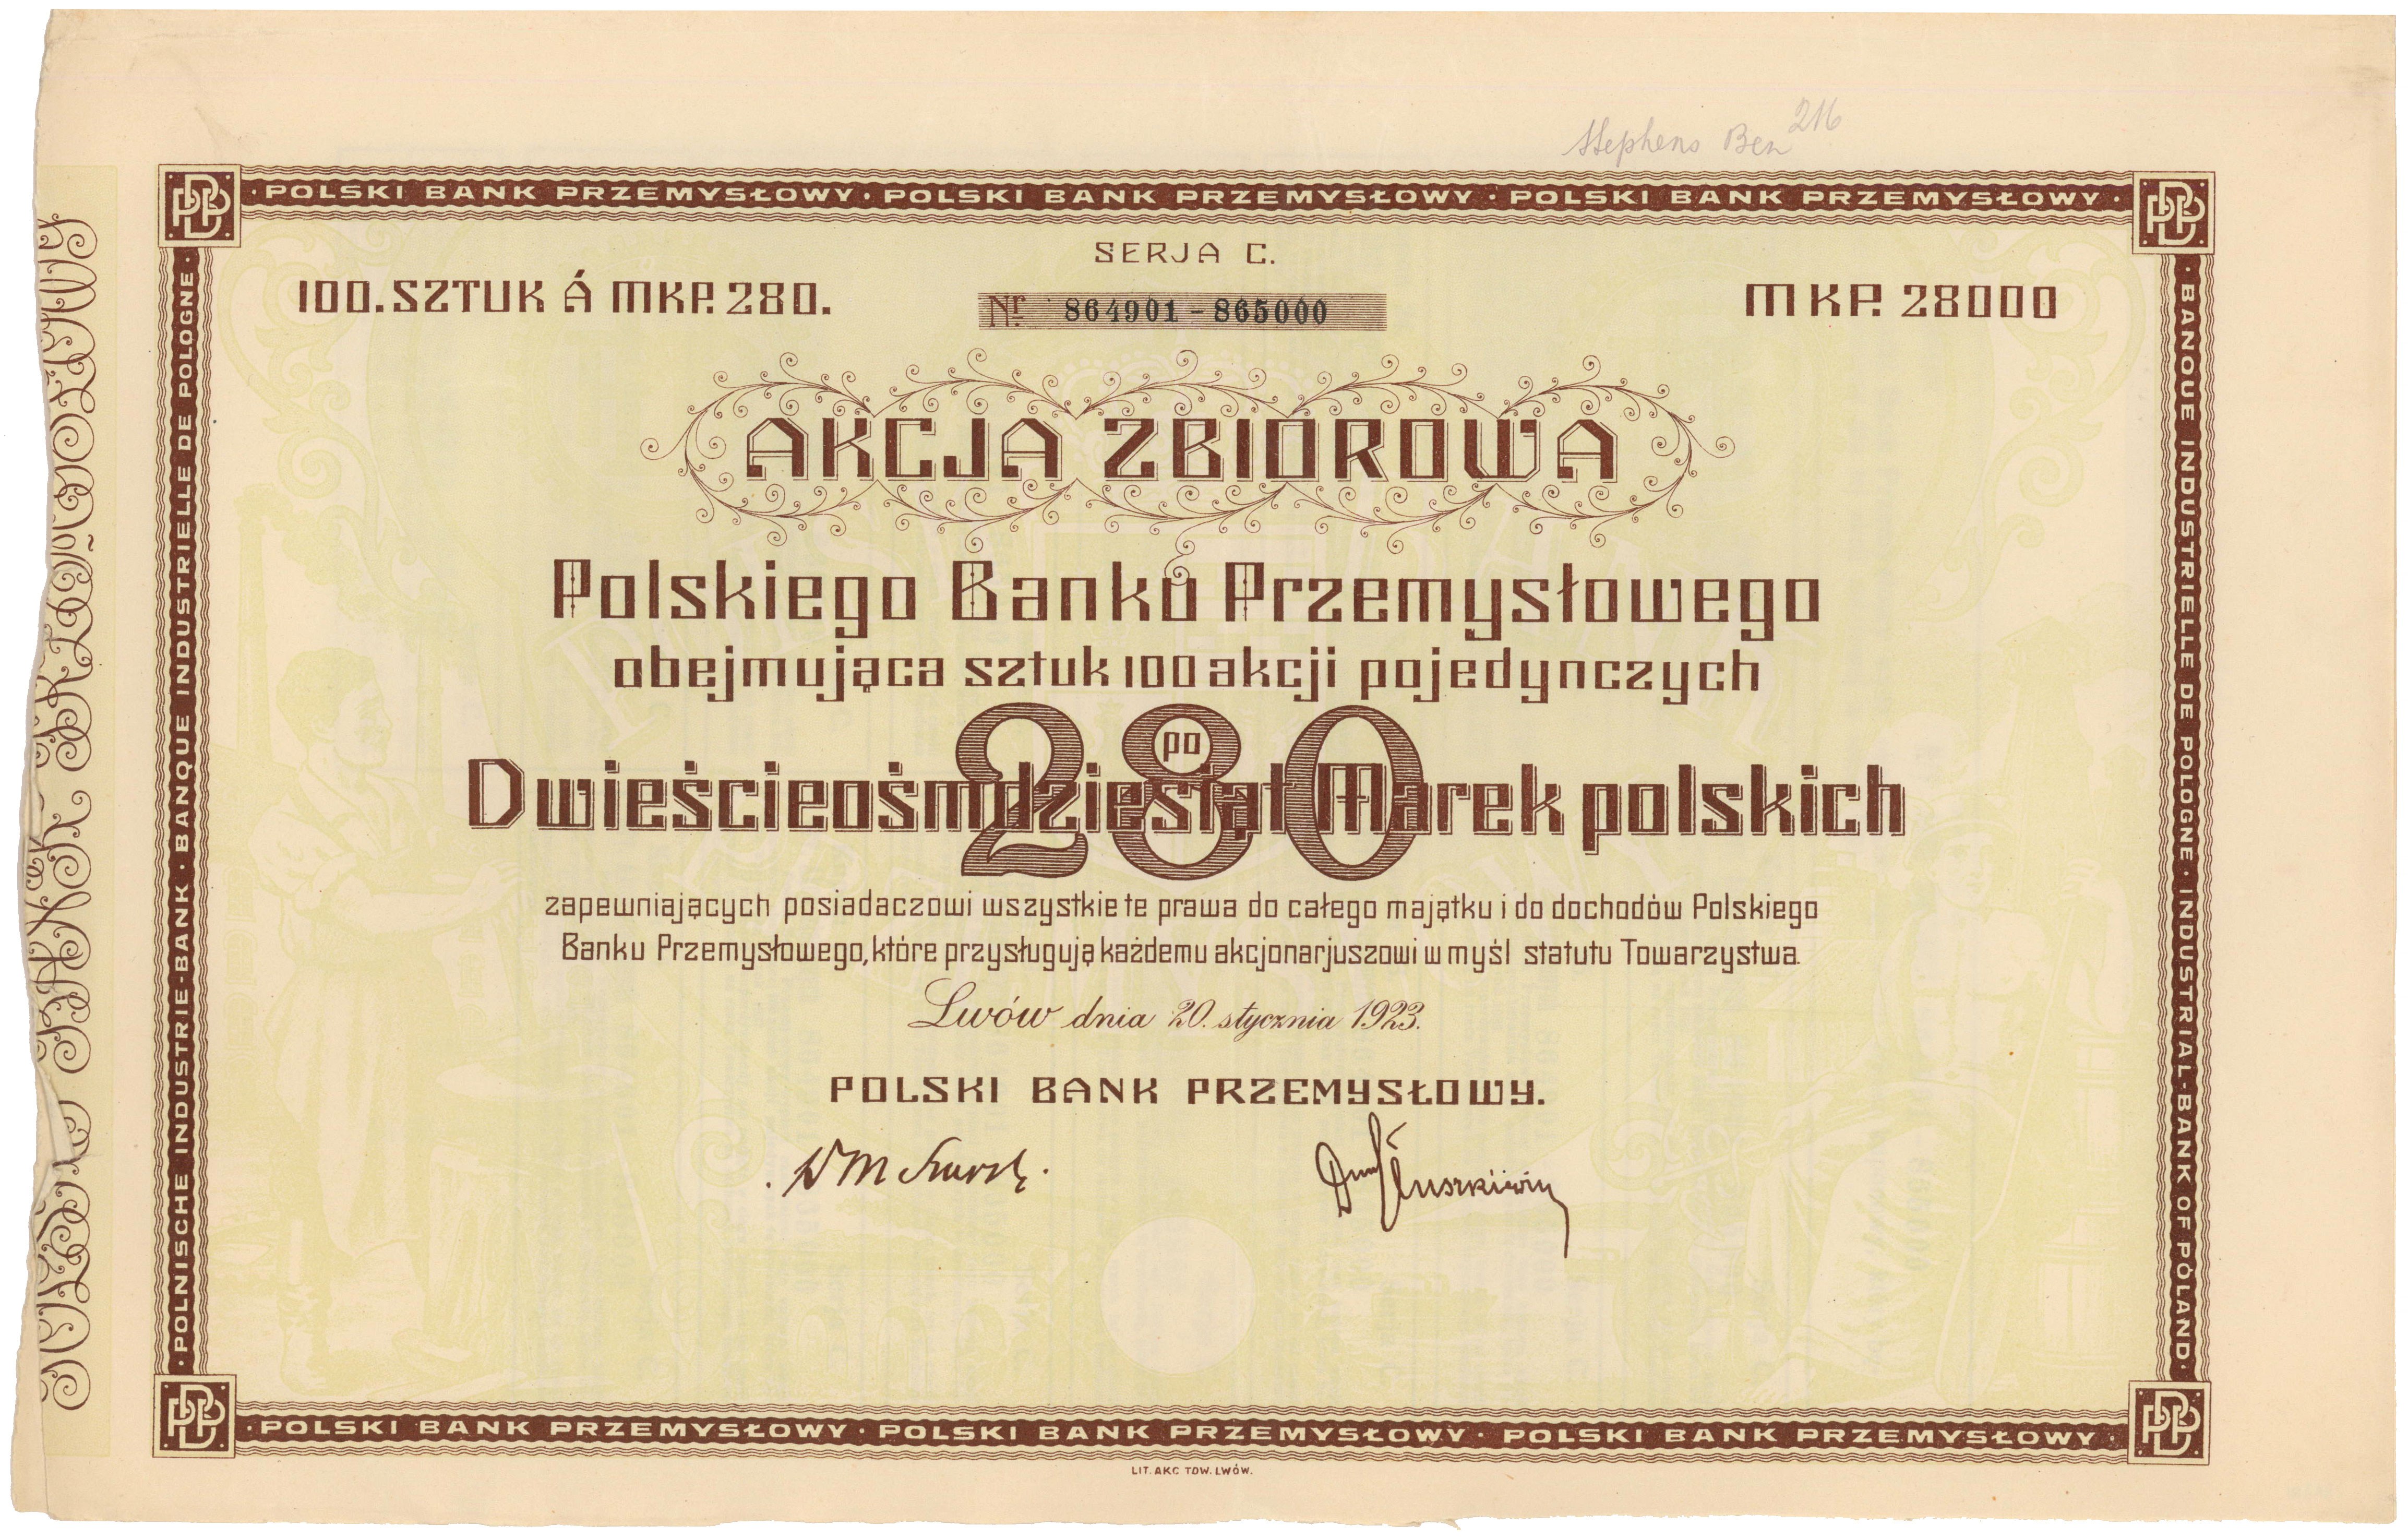 Stephens Ben 216
· POLSKI BANK PRZEMYSŁOWY · POLSKI BANK PRZEMYSŁOWY · POLSKI BANK PRZEMYSŁOWY ·
SERJA C.
100. SZTUK Á MKP. 280.
Nr. 864901 - 865000
MKP. 28000
AKCJA ZBIOROWA
Polskiego Banku Przemysłowego
obejmująca sztuk 100 akcji pojedynczych
po
280
Dwieścieośmdziesiąt Marek polskich
zapewniających posiadaczowi wszystkie te prawa do całego majątku i do dochodów Polskiego
Banku Przemysłowego, które przysługują każdemu akcjonarjuszowi w myśl statutu Towarzystwa.
Lwów dnia 20. stycznia 1923.
POLSKI BANK PRZEMYSŁOWY.
· POLNISCHE INDUSTRIE-BANK · BANQUE INDUSTRIELLE DE POLOGNE ·
· BANQUE INDUSTRIELLE DE POLOGNE · INDUSTRIAL-BANK OF POLAND ·
· POLSKI BANK PRZEMYSŁOWY · POLSKI BANK PRZEMYSŁOWY · POLSKI BANK PRZEMYSŁOWY ·
LIT. AKC TOW. LWÓW.